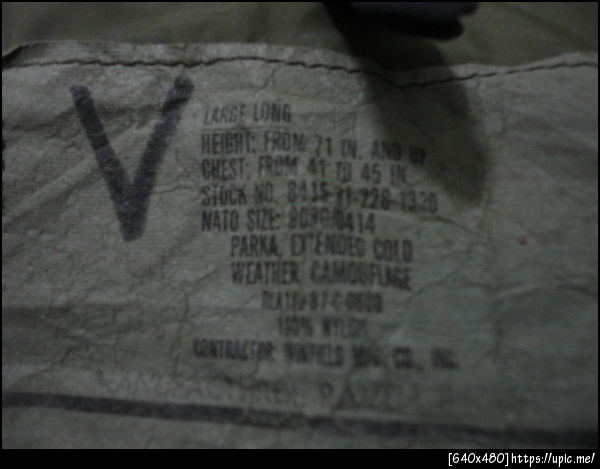 V
LARGE LONG
HEIGHT: FROM 71 IN. AND UP
CHEST: FROM 41 TO 45 IN.
STOCK NO. 8415-01-228-1320
NATO SIZE: 8090-0414
PARKA, EXTENDED COLD
WEATHER, CAMOUFLAGE
100% NYLON
CONTRACTOR: WINFIELD MFG. CO., INC.
[640x480]https://upic.me/